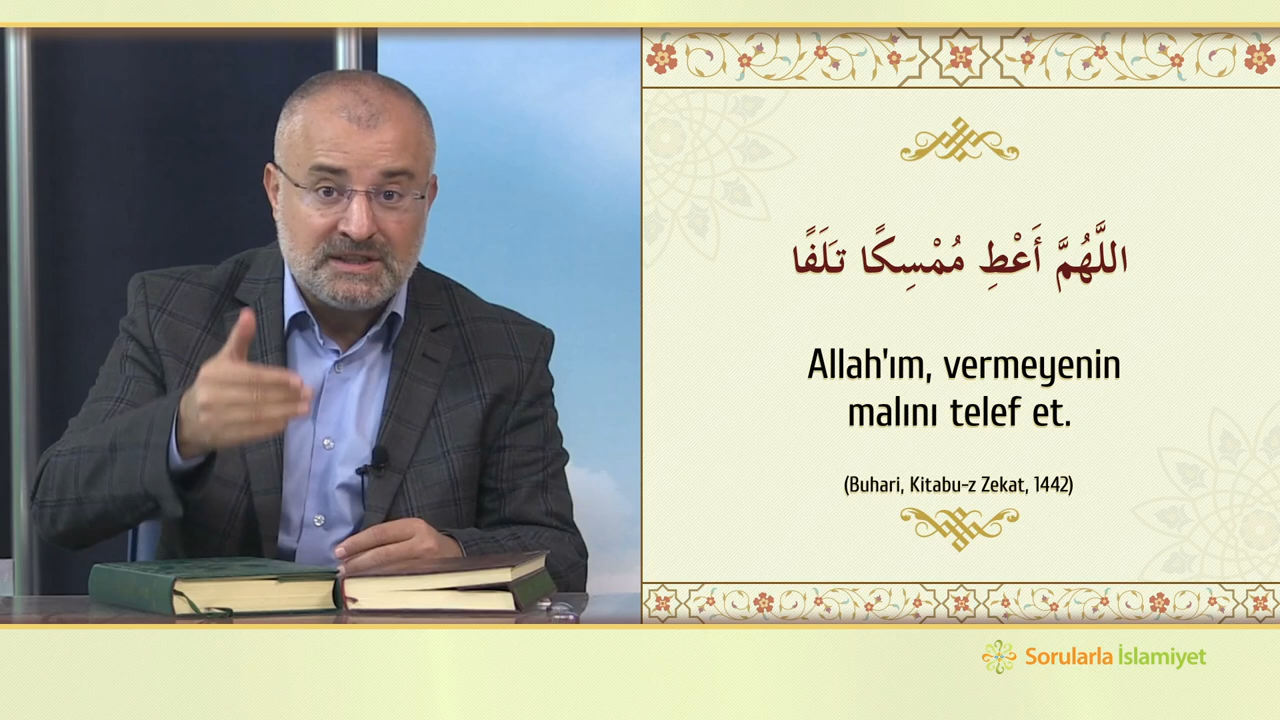 اللَّهُمَّ أَعْطِ مُمْسِكًا تَلَفًا
Allah'ım, vermeyenin
malını telef et.
(Buhari, Kitabu-z Zekat, 1442)
Sorularla İslamiyet